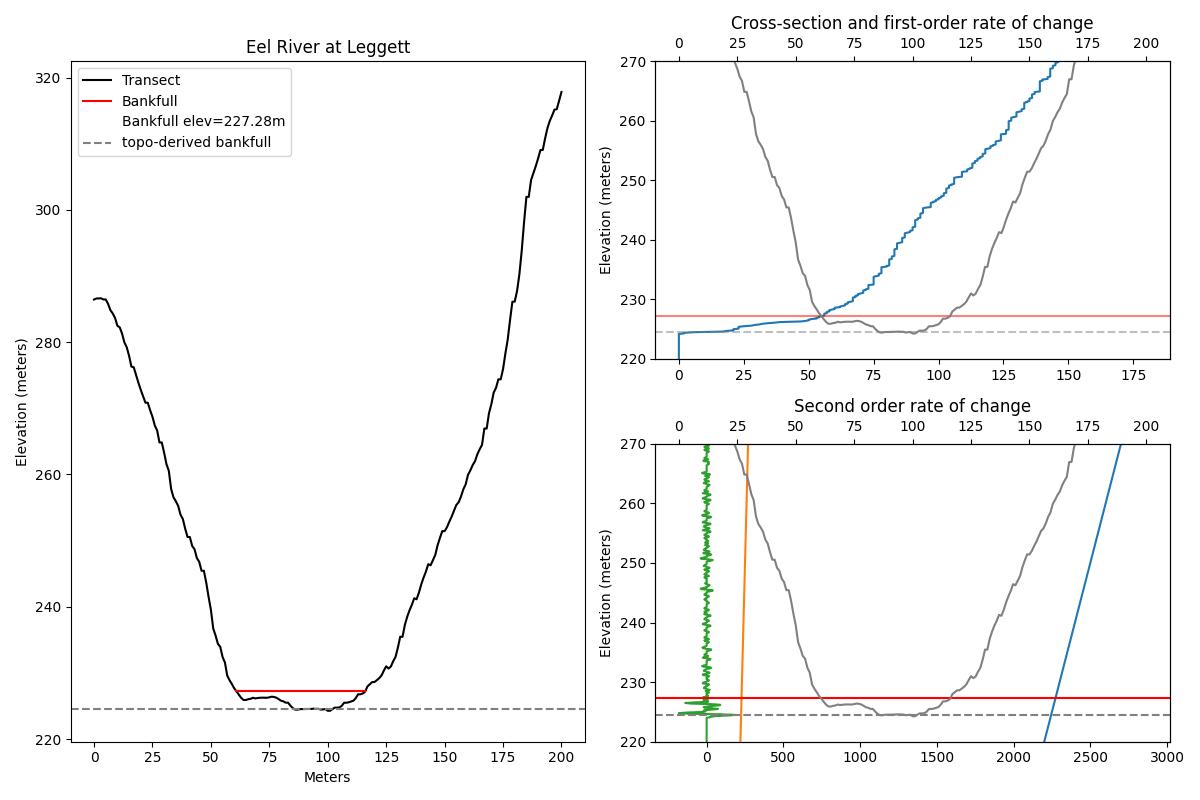 Eel River at Leggett
Transect
Bankfull
Bankfull elev=227.28m
topo-derived bankfull
320
300
280
260
240
220
Elevation (meters)
0 25 50 75 100 125 150 175 200
Meters
Cross-section and first-order rate of change
0 25 50 75 100 125 150 175 200
270
260
250
240
230
220
Elevation (meters)
0 25 50 75 100 125 150 175
Second order rate of change
0 25 50 75 100 125 150 175 200
270
260
250
240
230
220
Elevation (meters)
0 500 1000 1500 2000 2500 3000